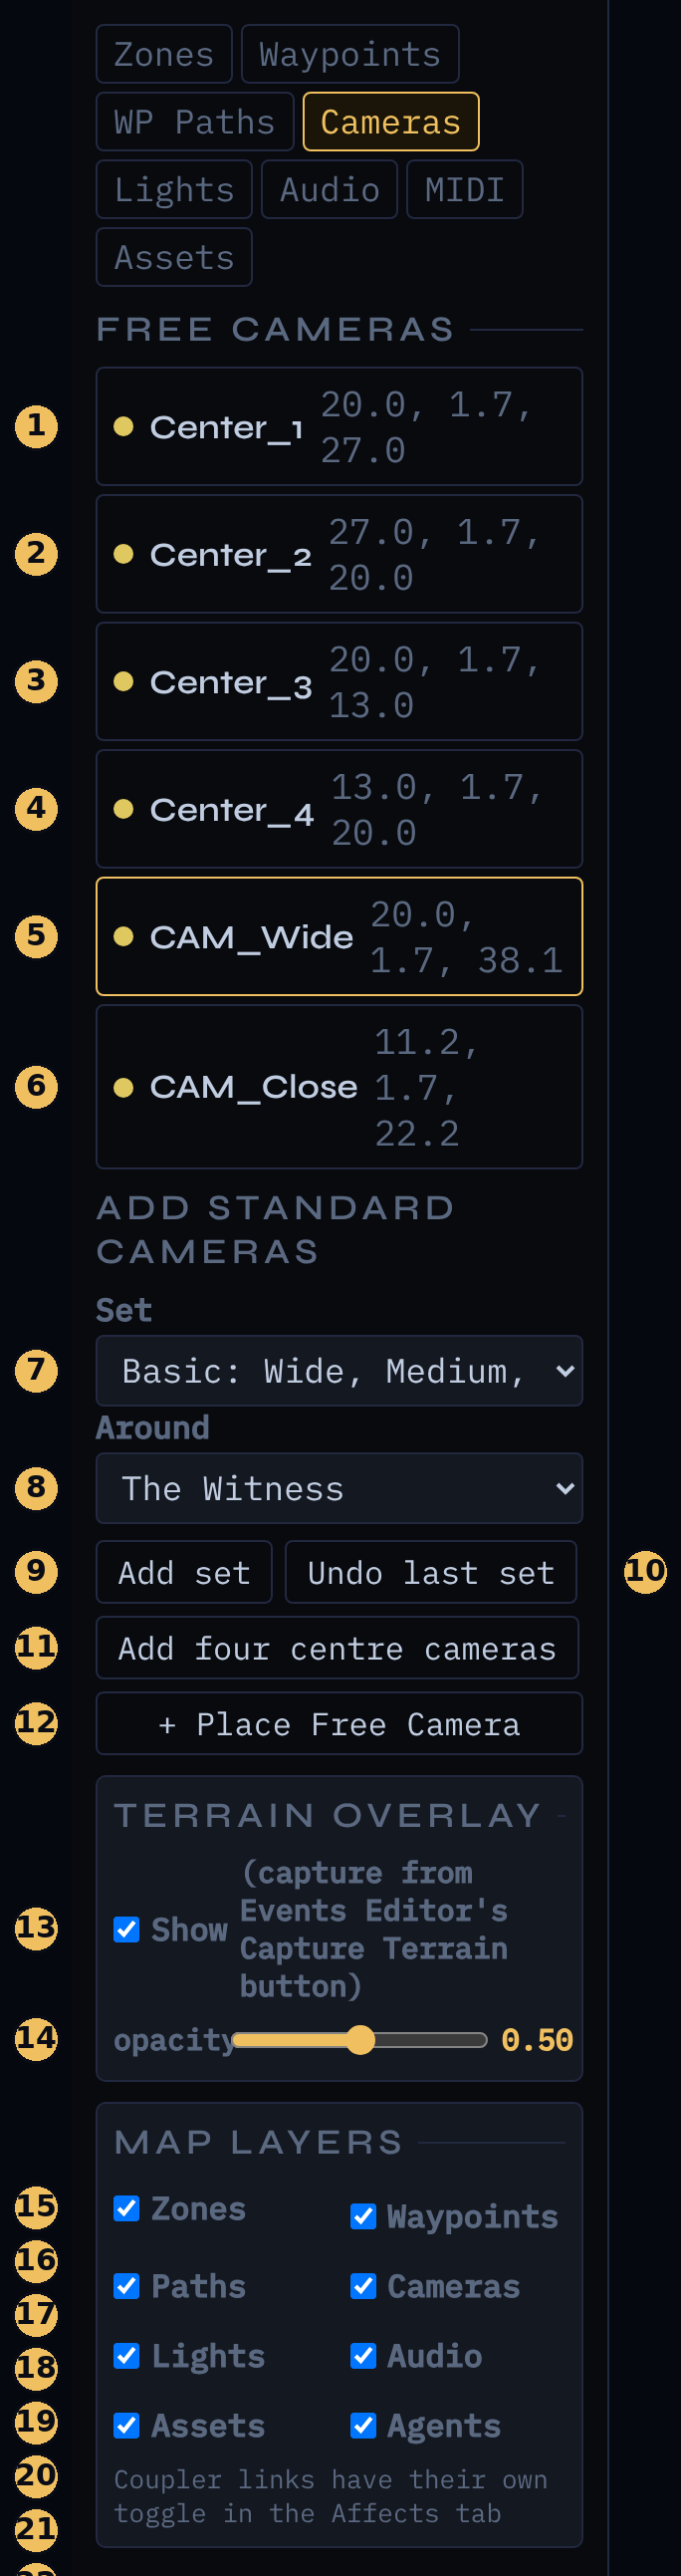 Zones Waypoints
WP Paths Cameras
Lights Audio MIDI
Assets
FREE CAMERAS
1 Center_1 20.0, 1.7,
27.0
2 Center_2 27.0, 1.7,
20.0
3 Center_3 20.0, 1.7,
13.0
4 Center_4 13.0, 1.7,
20.0
5 CAM_Wide 20.0,
1.7, 38.1
6 CAM_Close 11.2,
1.7,
22.2
ADD STANDARD
CAMERAS
Set
7 Basic: Wide, Medium,
Around
8 The Witness
9 Add set Undo last set 10
11 Add four centre cameras
12 + Place Free Camera
TERRAIN OVERLAY
13 Show (capture from
Events Editor's
Capture Terrain
button)
14 opacity 0.50
MAP LAYERS
15 Zones Waypoints
16
Paths Cameras
17
18 Lights Audio
19 Assets Agents
20 Coupler links have their own
21 toggle in the Affects tab